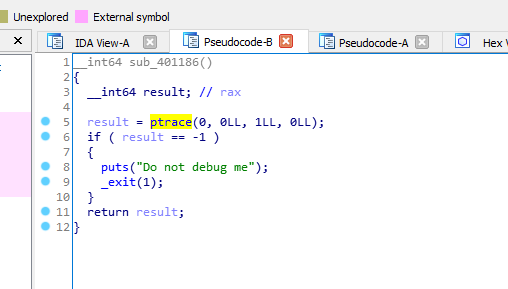 Unexplored External symbol
IDA View-A Pseudocode-B Pseudocode-A Hex V
1 __int64 sub_401186()
2 {
3 __int64 result; // rax
4
5 result = ptrace(0, 0LL, 1LL, 0LL);
6 if ( result == -1 )
7 {
8 puts("Do not debug me");
9 _exit(1);
10 }
11 return result;
12 }